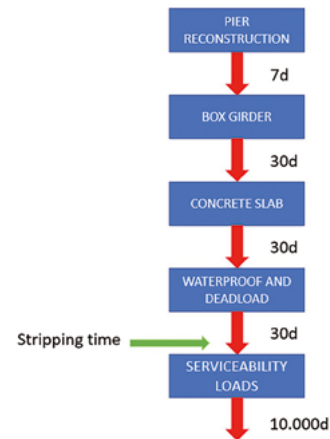 PIER
RECONSTRUCTION
7d
BOX GIRDER
30d
CONCRETE SLAB
30d
WATERPROOF AND
DEADLOAD
30d
Stripping time
SERVICEABILITY
LOADS
10.000d